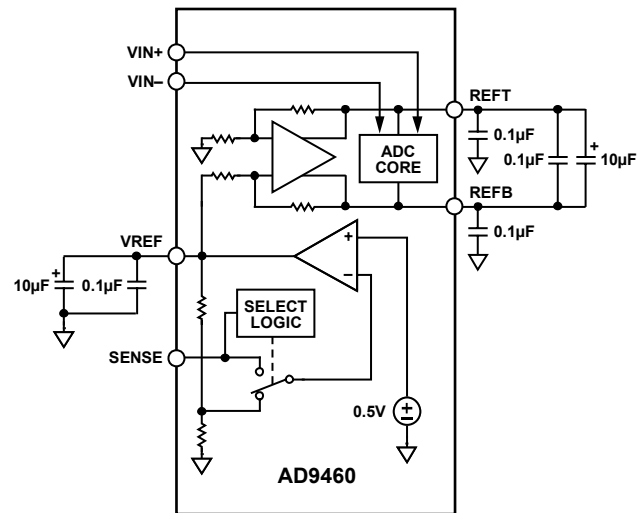 VIN+
VIN–
REFT
0.1µF
ADC
CORE
0.1µF
10µF
+
REFB
0.1µF
VREF
+
–
+
10µF
0.1µF
SELECT
LOGIC
SENSE
0.5V
+
–
AD9460